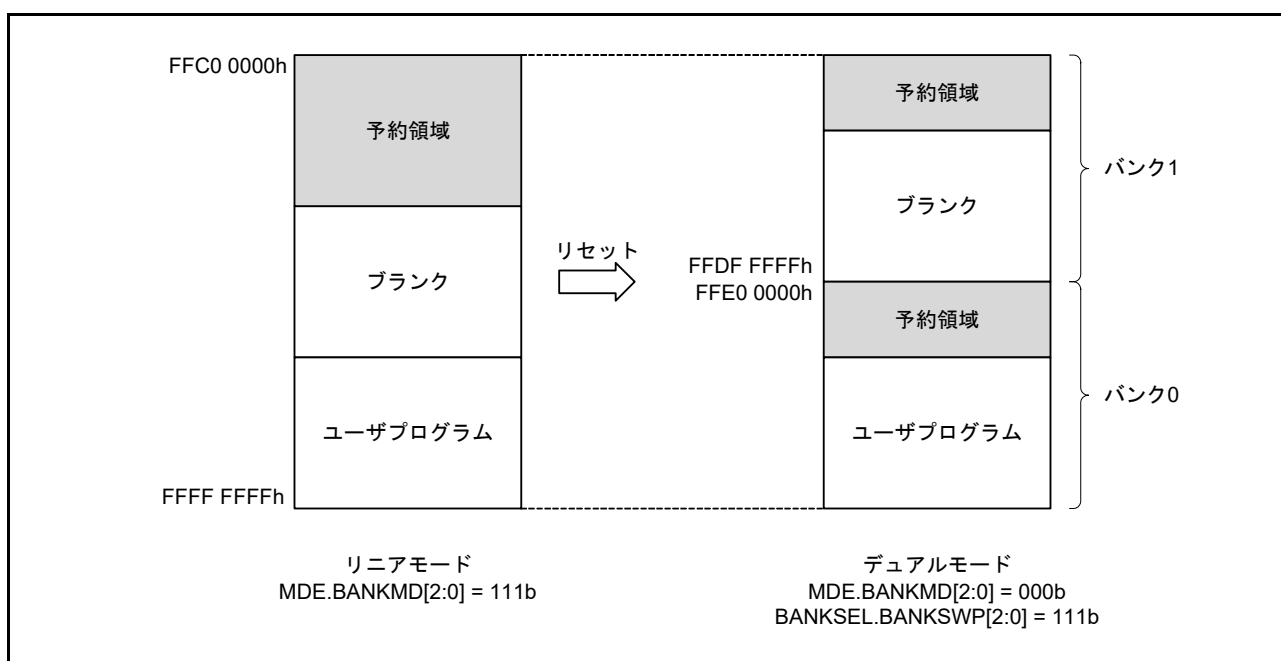 FFC0 0000h
予約領域
ブランク
ユーザプログラム
FFFF FFFFh
リニアモード
MDE.BANKMD[2:0] = 111b
リセット
予約領域
ブランク
バンク1
FFDF FFFFh
FFE0 0000h
予約領域
ユーザプログラム
バンク0
デュアルモード
MDE.BANKMD[2:0] = 000b
BANKSEL.BANKSWP[2:0] = 111b